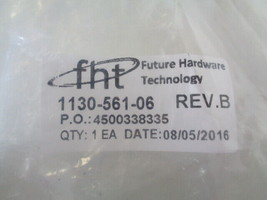 fht Future Hardware
Technology
1130-561-06 REV.B
P.O.:4500338335
QTY: 1 EA DATE:08/05/2016